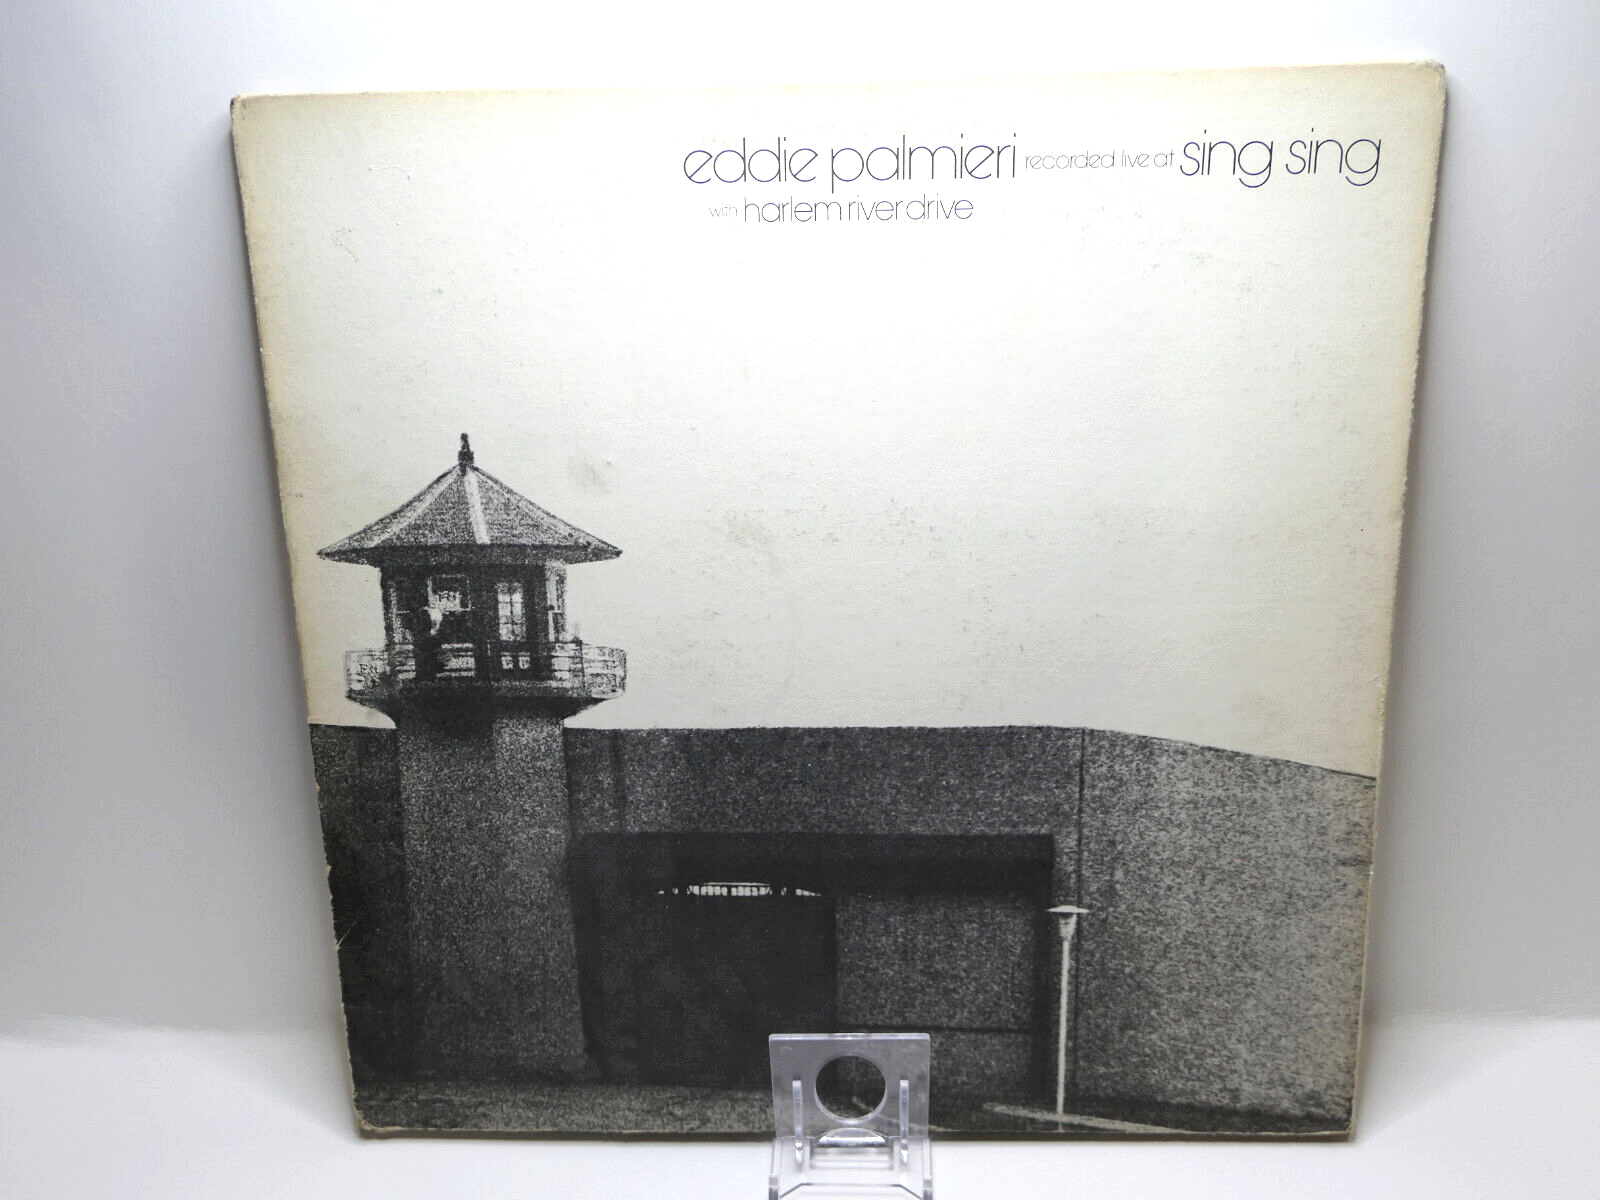 eddie palmieri recorded live at sing sing
with harlem river drive